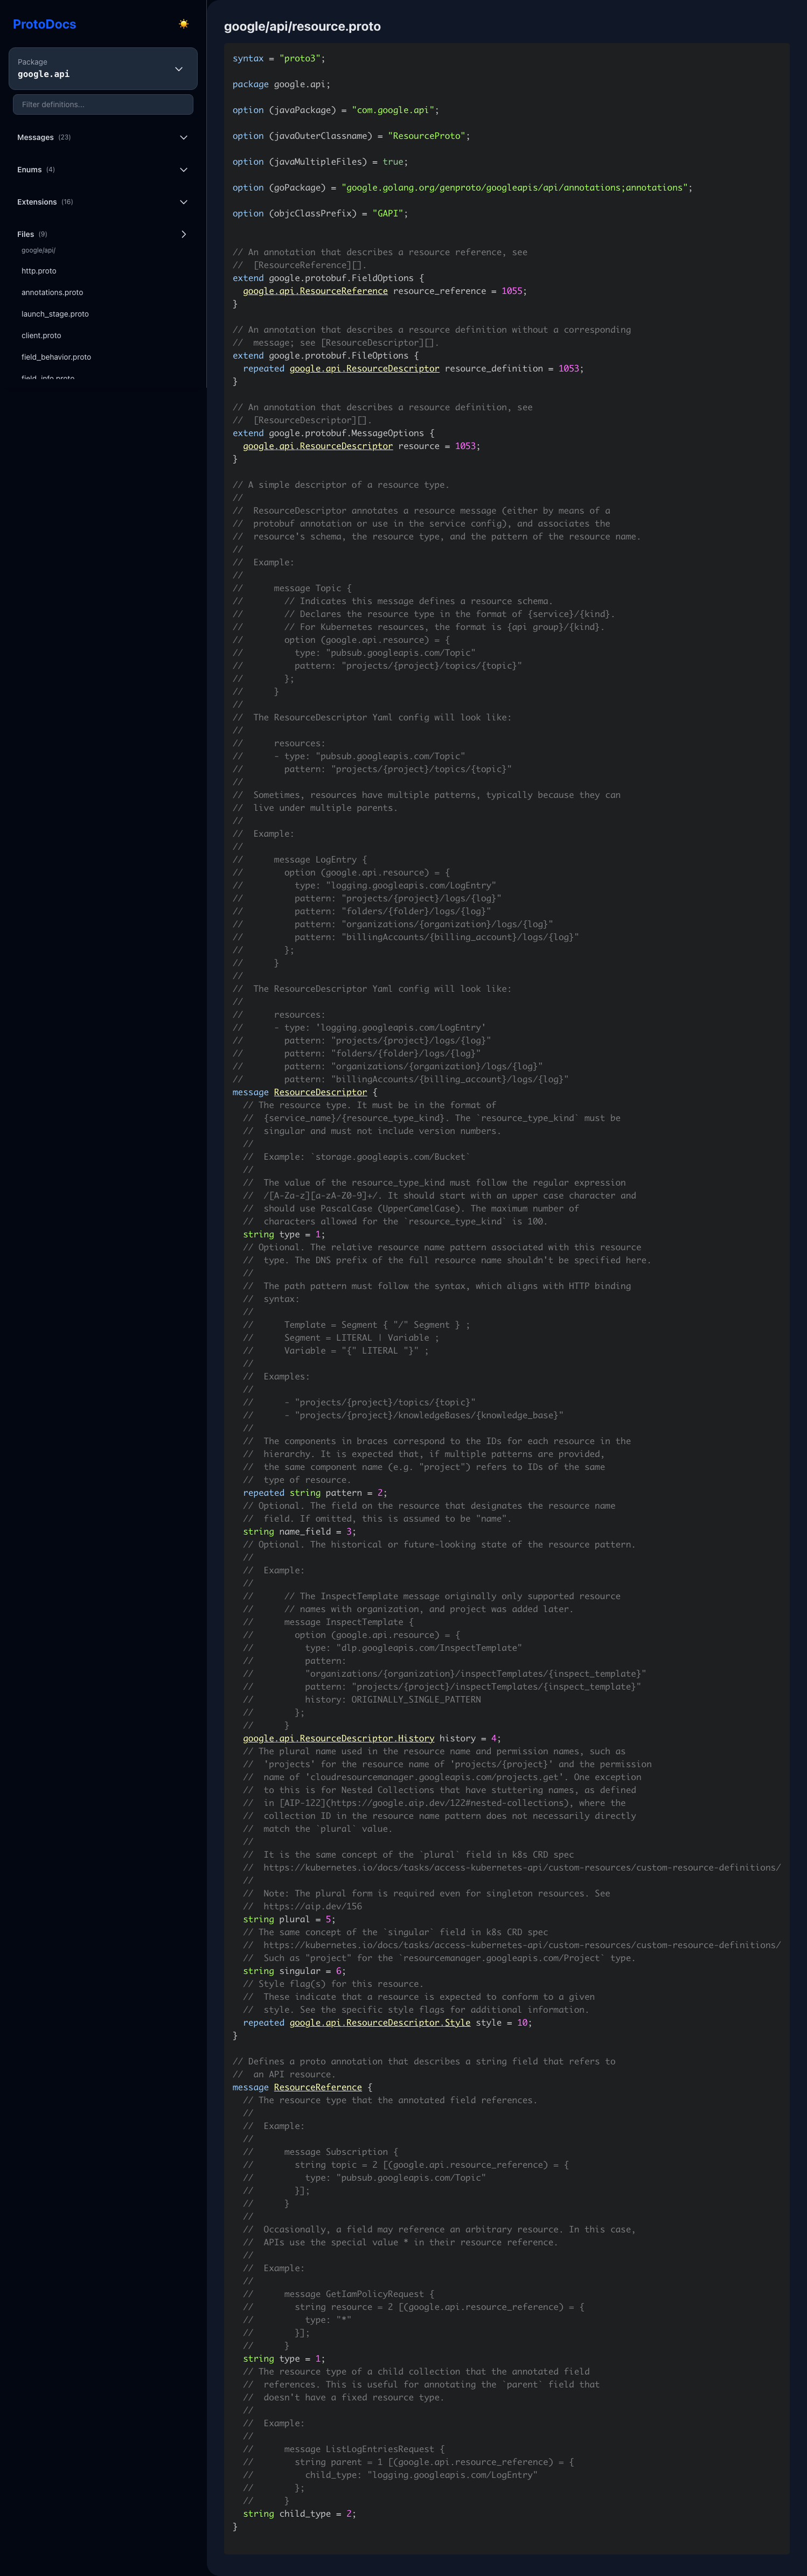 ProtoDocs
Package
google.api
Filter definitions...
Messages (23)
Enums (4)
Extensions (16)
Files (9)
google/api/
http.proto
annotations.proto
launch_stage.proto
client.proto
field_behavior.proto
field_info.proto
google/api/resource.proto
syntax = "proto3";
package google.api;
option (javaPackage) = "com.google.api";
option (javaOuterClassname) = "ResourceProto";
option (javaMultipleFiles) = true;
option (goPackage) = "google.golang.org/genproto/googleapis/api/annotations;annotations";
option (objcClassPrefix) = "GAPI";
// An annotation that describes a resource reference, see
//  [ResourceReference][].
extend google.protobuf.FieldOptions {
  google.api.ResourceReference resource_reference = 1055;
}
// An annotation that describes a resource definition without a corresponding
//  message; see [ResourceDescriptor][].
extend google.protobuf.FileOptions {
  repeated google.api.ResourceDescriptor resource_definition = 1053;
}
// An annotation that describes a resource definition, see
//  [ResourceDescriptor][].
extend google.protobuf.MessageOptions {
  google.api.ResourceDescriptor resource = 1053;
}
// A simple descriptor of a resource type.
//
//  ResourceDescriptor annotates a resource message (either by means of a
//  protobuf annotation or use in the service config), and associates the
//  resource's schema, the resource type, and the pattern of the resource name.
//
//  Example:
//
//      message Topic {
//        // Indicates this message defines a resource schema.
//        // Declares the resource type in the format of {service}/{kind}.
//        // For Kubernetes resources, the format is {api group}/{kind}.
//        option (google.api.resource) = {
//          type: "pubsub.googleapis.com/Topic"
//          pattern: "projects/{project}/topics/{topic}"
//        };
//      }
//
//  The ResourceDescriptor Yaml config will look like:
//
//      resources:
//      - type: "pubsub.googleapis.com/Topic"
//        pattern: "projects/{project}/topics/{topic}"
//
//  Sometimes, resources have multiple patterns, typically because they can
//  live under multiple parents.
//
//  Example:
//
//      message LogEntry {
//        option (google.api.resource) = {
//          type: "logging.googleapis.com/LogEntry"
//          pattern: "projects/{project}/logs/{log}"
//          pattern: "folders/{folder}/logs/{log}"
//          pattern: "organizations/{organization}/logs/{log}"
//          pattern: "billingAccounts/{billing_account}/logs/{log}"
//        };
//      }
//
//  The ResourceDescriptor Yaml config will look like:
//
//      resources:
//      - type: 'logging.googleapis.com/LogEntry'
//        pattern: "projects/{project}/logs/{log}"
//        pattern: "folders/{folder}/logs/{log}"
//        pattern: "organizations/{organization}/logs/{log}"
//        pattern: "billingAccounts/{billing_account}/logs/{log}"
message ResourceDescriptor {
  // The resource type. It must be in the format of
  //  {service_name}/{resource_type_kind}. The `resource_type_kind` must be
  //  singular and must not include version numbers.
  //
  //  Example: `storage.googleapis.com/Bucket`
  //
  //  The value of the resource_type_kind must follow the regular expression
  //  /[A-Za-z][a-zA-Z0-9]+/. It should start with an upper case character and
  //  should use PascalCase (UpperCamelCase). The maximum number of
  //  characters allowed for the `resource_type_kind` is 100.
  string type = 1;
  // Optional. The relative resource name pattern associated with this resource
  //  type. The DNS prefix of the full resource name shouldn't be specified here.
  //
  //  The path pattern must follow the syntax, which aligns with HTTP binding
  //  syntax:
  //
  //      Template = Segment { "/" Segment } ;
  //      Segment = LITERAL | Variable ;
  //      Variable = "{" LITERAL "}" ;
  //
  //  Examples:
  //
  //      - "projects/{project}/topics/{topic}"
  //      - "projects/{project}/knowledgeBases/{knowledge_base}"
  //
  //  The components in braces correspond to the IDs for each resource in the
  //  hierarchy. It is expected that, if multiple patterns are provided,
  //  the same component name (e.g. "project") refers to IDs of the same
  //  type of resource.
  repeated string pattern = 2;
  // Optional. The field on the resource that designates the resource name
  //  field. If omitted, this is assumed to be "name".
  string name_field = 3;
  // Optional. The historical or future-looking state of the resource pattern.
  //
  //  Example:
  //
  //      // The InspectTemplate message originally only supported resource
  //      // names with organization, and project was added later.
  //      message InspectTemplate {
  //        option (google.api.resource) = {
  //          type: "dlp.googleapis.com/InspectTemplate"
  //          pattern:
  //          "organizations/{organization}/inspectTemplates/{inspect_template}"
  //          pattern: "projects/{project}/inspectTemplates/{inspect_template}"
  //          history: ORIGINALLY_SINGLE_PATTERN
  //        };
  //      }
  google.api.ResourceDescriptor.History history = 4;
  // The plural name used in the resource name and permission names, such as
  //  'projects' for the resource name of 'projects/{project}' and the permission
  //  name of 'cloudresourcemanager.googleapis.com/projects.get'. One exception
  //  to this is for Nested Collections that have stuttering names, as defined
  //  in [AIP-122](https://google.aip.dev/122#nested-collections), where the
  //  collection ID in the resource name pattern does not necessarily directly
  //  match the `plural` value.
  //
  //  It is the same concept of the `plural` field in k8s CRD spec
  //  https://kubernetes.io/docs/tasks/access-kubernetes-api/custom-resources/custom-resource-definitions/
  //
  //  Note: The plural form is required even for singleton resources. See
  //  https://aip.dev/156
  string plural = 5;
  // The same concept of the `singular` field in k8s CRD spec
  //  https://kubernetes.io/docs/tasks/access-kubernetes-api/custom-resources/custom-resource-definitions/
  //  Such as "project" for the `resourcemanager.googleapis.com/Project` type.
  string singular = 6;
  // Style flag(s) for this resource.
  //  These indicate that a resource is expected to conform to a given
  //  style. See the specific style flags for additional information.
  repeated google.api.ResourceDescriptor.Style style = 10;
}
// Defines a proto annotation that describes a string field that refers to
//  an API resource.
message ResourceReference {
  // The resource type that the annotated field references.
  //
  //  Example:
  //
  //      message Subscription {
  //        string topic = 2 [(google.api.resource_reference) = {
  //          type: "pubsub.googleapis.com/Topic"
  //        }];
  //      }
  //
  //  Occasionally, a field may reference an arbitrary resource. In this case,
  //  APIs use the special value * in their resource reference.
  //
  //  Example:
  //
  //      message GetIamPolicyRequest {
  //        string resource = 2 [(google.api.resource_reference) = {
  //          type: "*"
  //        }];
  //      }
  string type = 1;
  // The resource type of a child collection that the annotated field
  //  references. This is useful for annotating the `parent` field that
  //  doesn't have a fixed resource type.
  //
  //  Example:
  //
  //      message ListLogEntriesRequest {
  //        string parent = 1 [(google.api.resource_reference) = {
  //          child_type: "logging.googleapis.com/LogEntry"
  //        };
  //      }
  string child_type = 2;
}